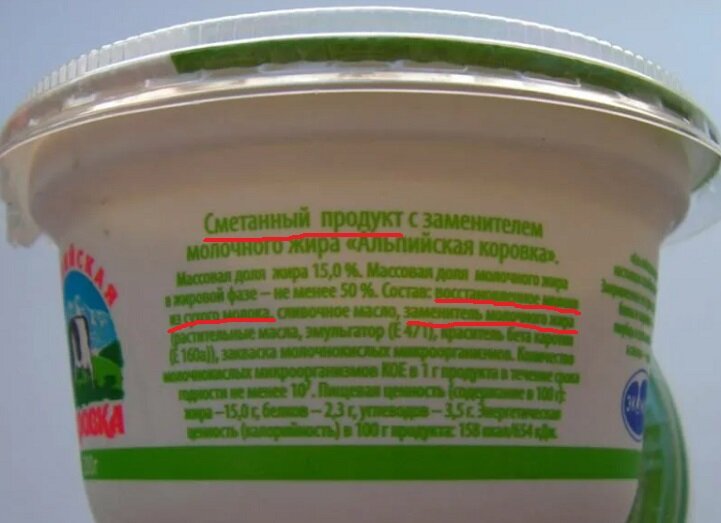 Сметанный продукт с заменителем
молочного жира «Альпийская коровка».
Массовая доля жира 15,0 %. Массовая доля молочного жира
в жировой фазе – не менее 50 %. Состав: восстановленное молоко
из сухого молока, сливочное масло, заменитель молочного жира
(растительные масла, эмульгатор (Е 471), краситель бета каротин
(Е 160а)), закваска молочнокислых микроорганизмов. Количество
молочнокислых микроорганизмов КОЕ в 1 г продукта в течение срока
годности не менее 10⁷. Пищевая ценность (содержание в 100 г):
жира –15,0 г, белков – 2,3 г, углеводов – 3,5 г. Энергетическая
ценность (калорийность) в 100 г продукта: 158 ккал/654 кДж.